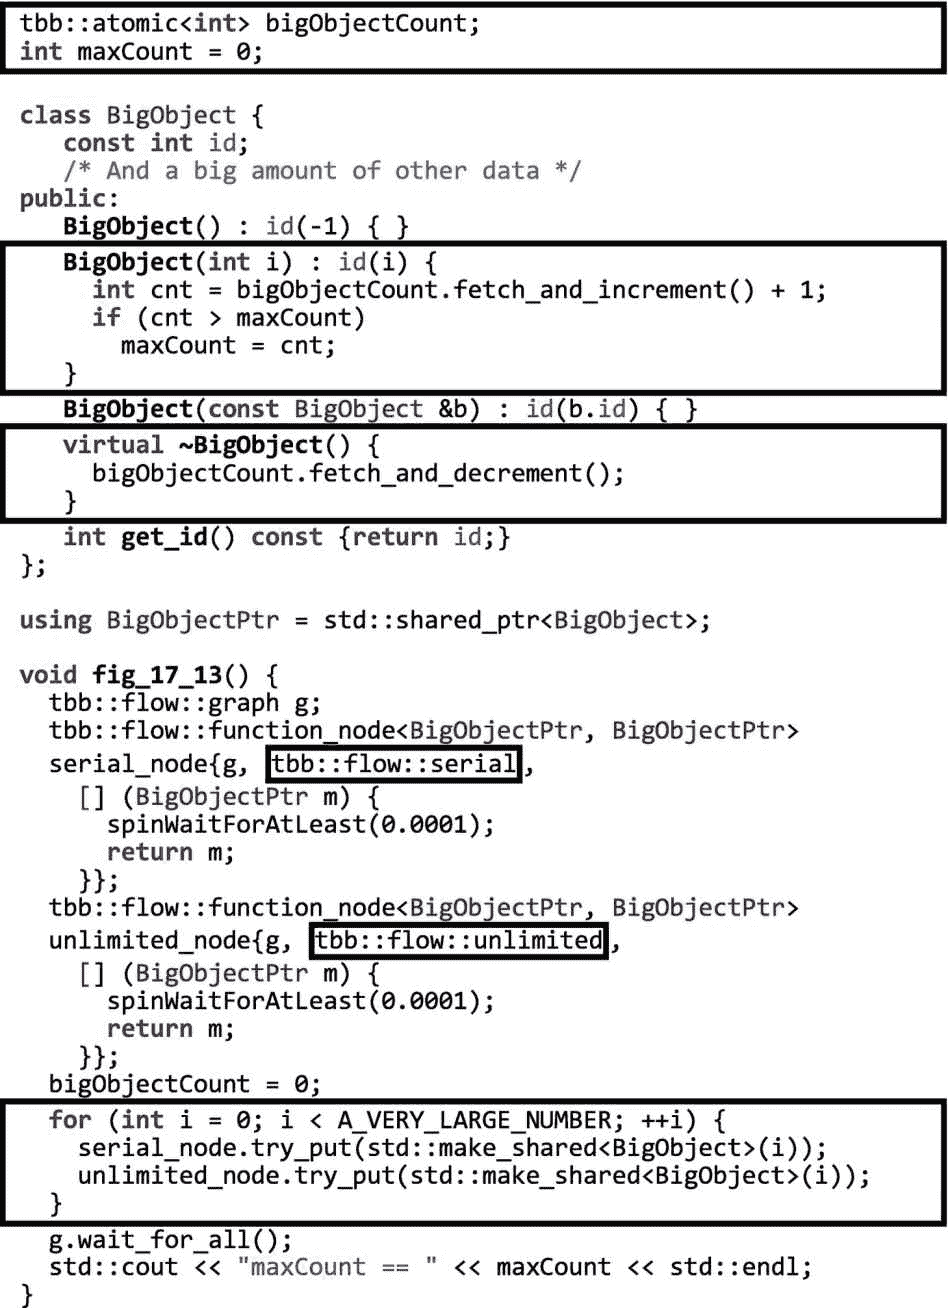 tbb::atomic<int> bigObjectCount;
int maxCount = 0;
class BigObject {
const int id;
/* And a big amount of other data */
public:
BigObject() : id(-1) { }
BigObject(int i) : id(i) {
int cnt = bigObjectCount.fetch_and_increment() + 1;
if (cnt > maxCount)
maxCount = cnt;
}
BigObject(const BigObject &b) : id(b.id) { }
virtual ~BigObject() {
bigObjectCount.fetch_and_decrement();
}
int get_id() const {return id;}
};
using BigObjectPtr = std::shared_ptr<BigObject>;
void fig_17_13() {
tbb::flow::graph g;
tbb::flow::function_node<BigObjectPtr, BigObjectPtr>
serial_node{g, tbb::flow::serial,
[] (BigObjectPtr m) {
spinWaitForAtLeast(0.0001);
return m;
}};
tbb::flow::function_node<BigObjectPtr, BigObjectPtr>
unlimited_node{g, tbb::flow::unlimited,
[] (BigObjectPtr m) {
spinWaitForAtLeast(0.0001);
return m;
}};
bigObjectCount = 0;
for (int i = 0; i < A_VERY_LARGE_NUMBER; ++i) {
serial_node.try_put(std::make_shared<BigObject>(i));
unlimited_node.try_put(std::make_shared<BigObject>(i));
}
g.wait_for_all();
std::cout << "maxCount == " << maxCount << std::endl;
}